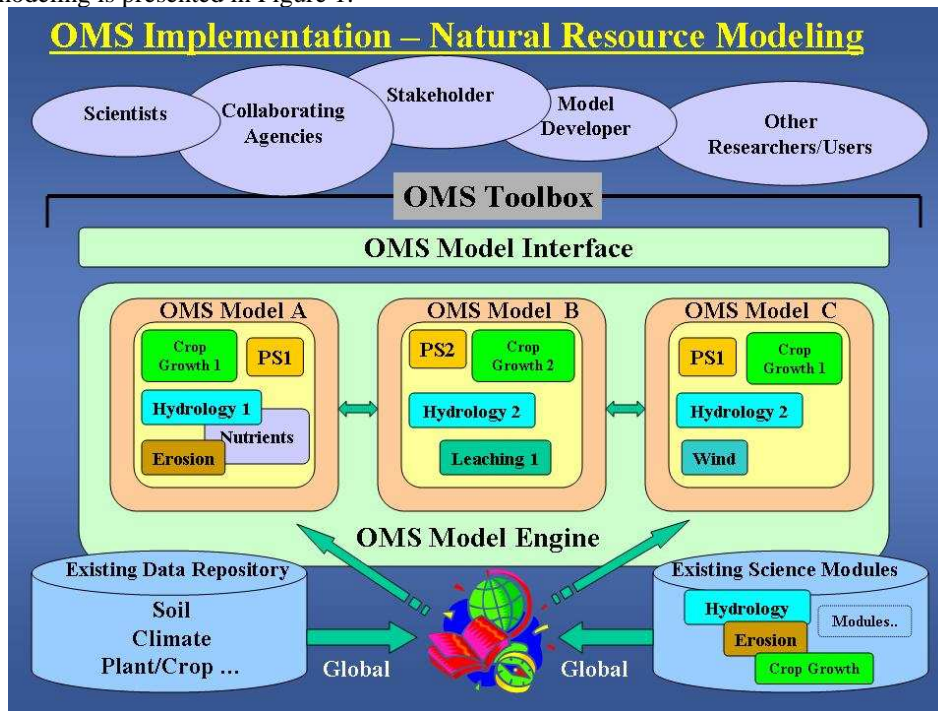 modeling is presented in Figure 1.
OMS Implementation – Natural Resource Modeling
Scientists
Collaborating
Agencies
Stakeholder
Model
Developer
Other
Researchers/Users
OMS Toolbox
OMS Model Interface
OMS Model A
Crop
Growth 1
PS1
Hydrology 1
Nutrients
Erosion
OMS Model B
PS2
Crop
Growth 2
Hydrology 2
Leaching 1
OMS Model C
PS1
Crop
Growth 1
Hydrology 2
Wind
OMS Model Engine
Existing Data Repository
Soil
Climate
Plant/Crop ...
Global
Global
Existing Science Modules
Hydrology
Modules..
Erosion
Crop Growth